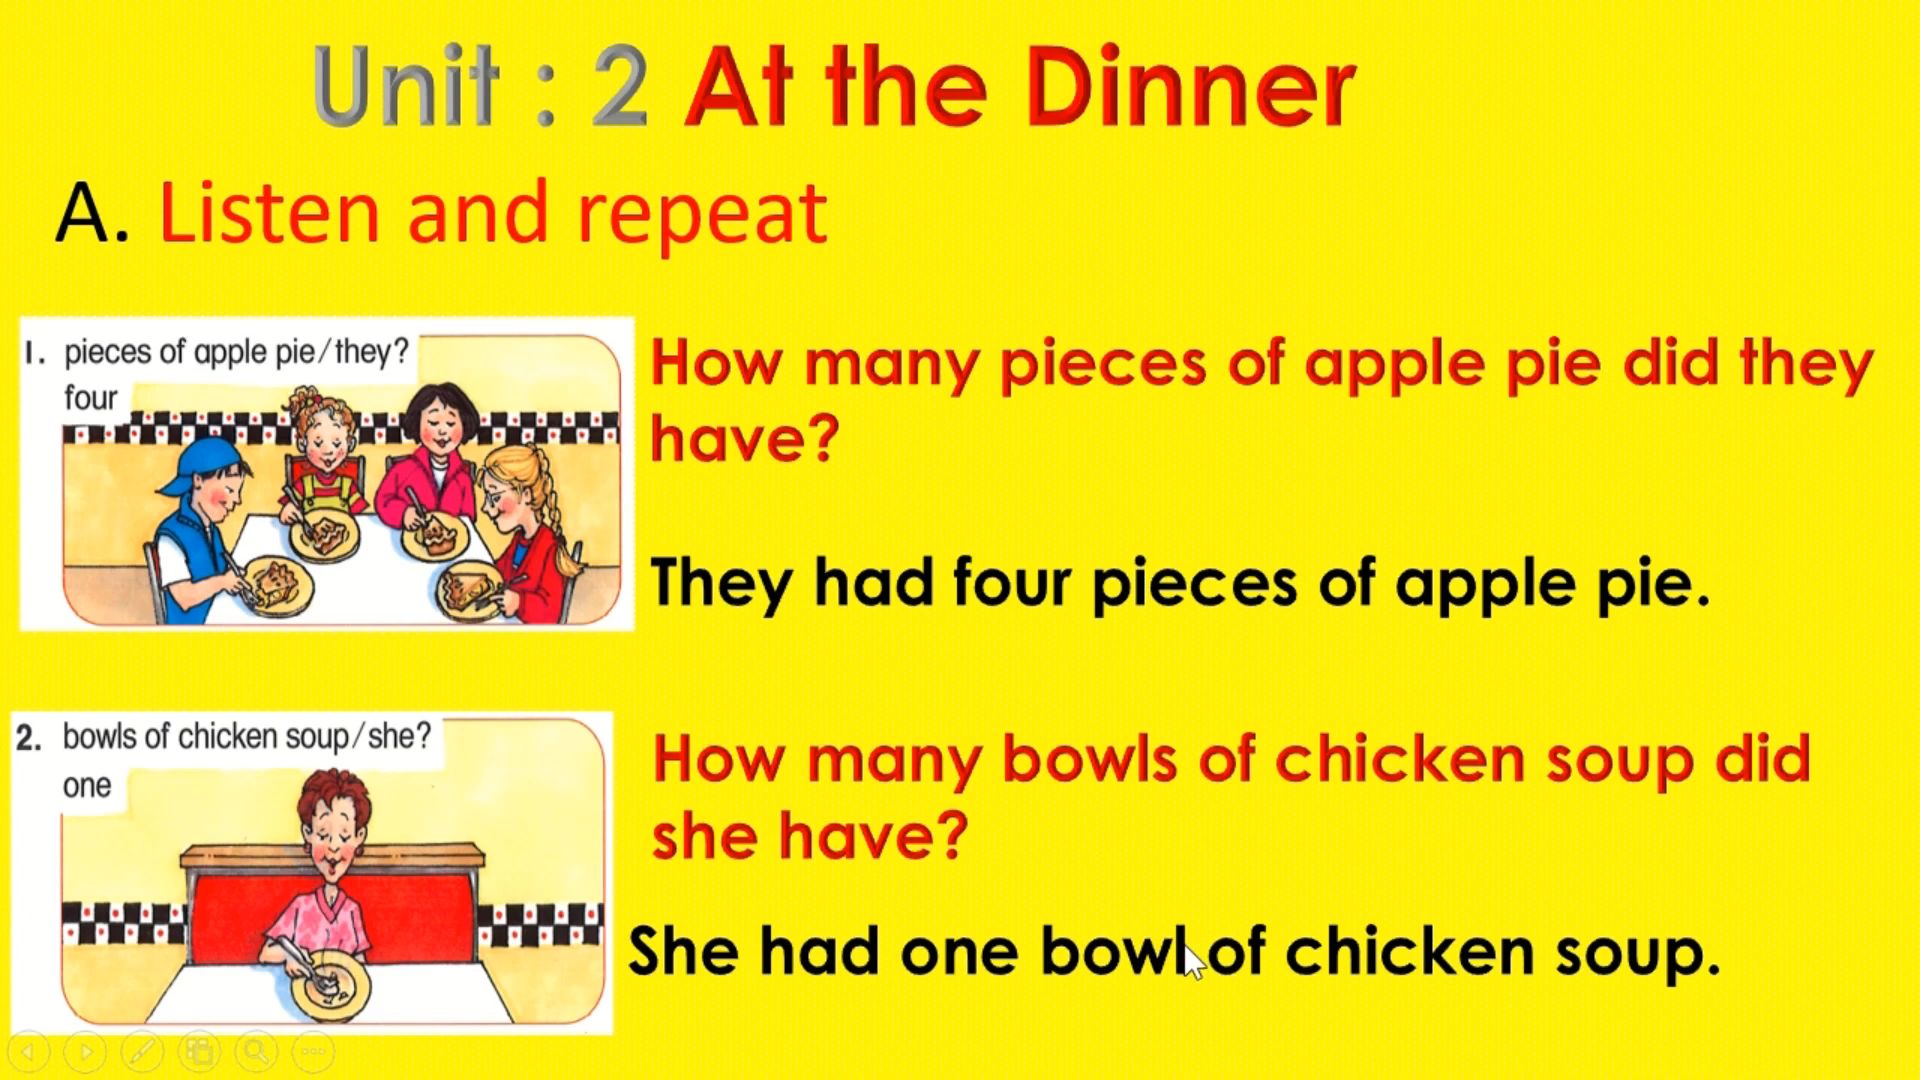 Unit : 2 At the Dinner
A. Listen and repeat
1. pieces of apple pie/they?
four
How many pieces of apple pie did they
have?
They had four pieces of apple pie.
2. bowls of chicken soup/she?
one
How many bowls of chicken soup did
she have?
She had one bowl of chicken soup.